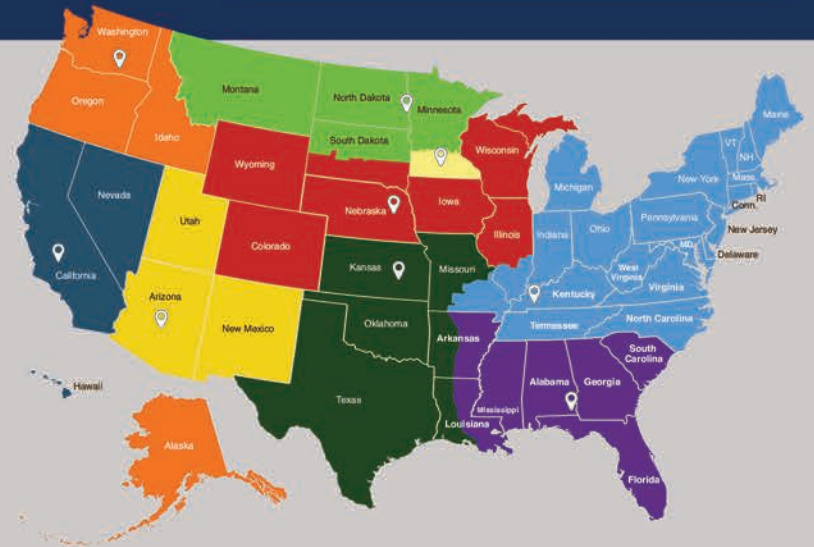 Washington
Maine
Montana
North Dakota
Minnesota
Oregon
VT
NH
Idaho
South Dakota
Wisconsin
Mass
Wyoming
New York
Michigan
RI
Conn.
Nevada
Nebraska
Iowa
Pennsylvania
Utah
Illinois
Indiana
Ohio
New Jersey
MD
Colorado
Delaware
California
Kansas
Missouri
West
Virginia
Virginia
Kentucky
Arizona
New Mexico
Oklahoma
Arkansas
Termassee
North Carolina
South
Carolina
Hawaii
Texas
Mississippi
Alabama
Georgia
Louisiana
Alaska
Florida